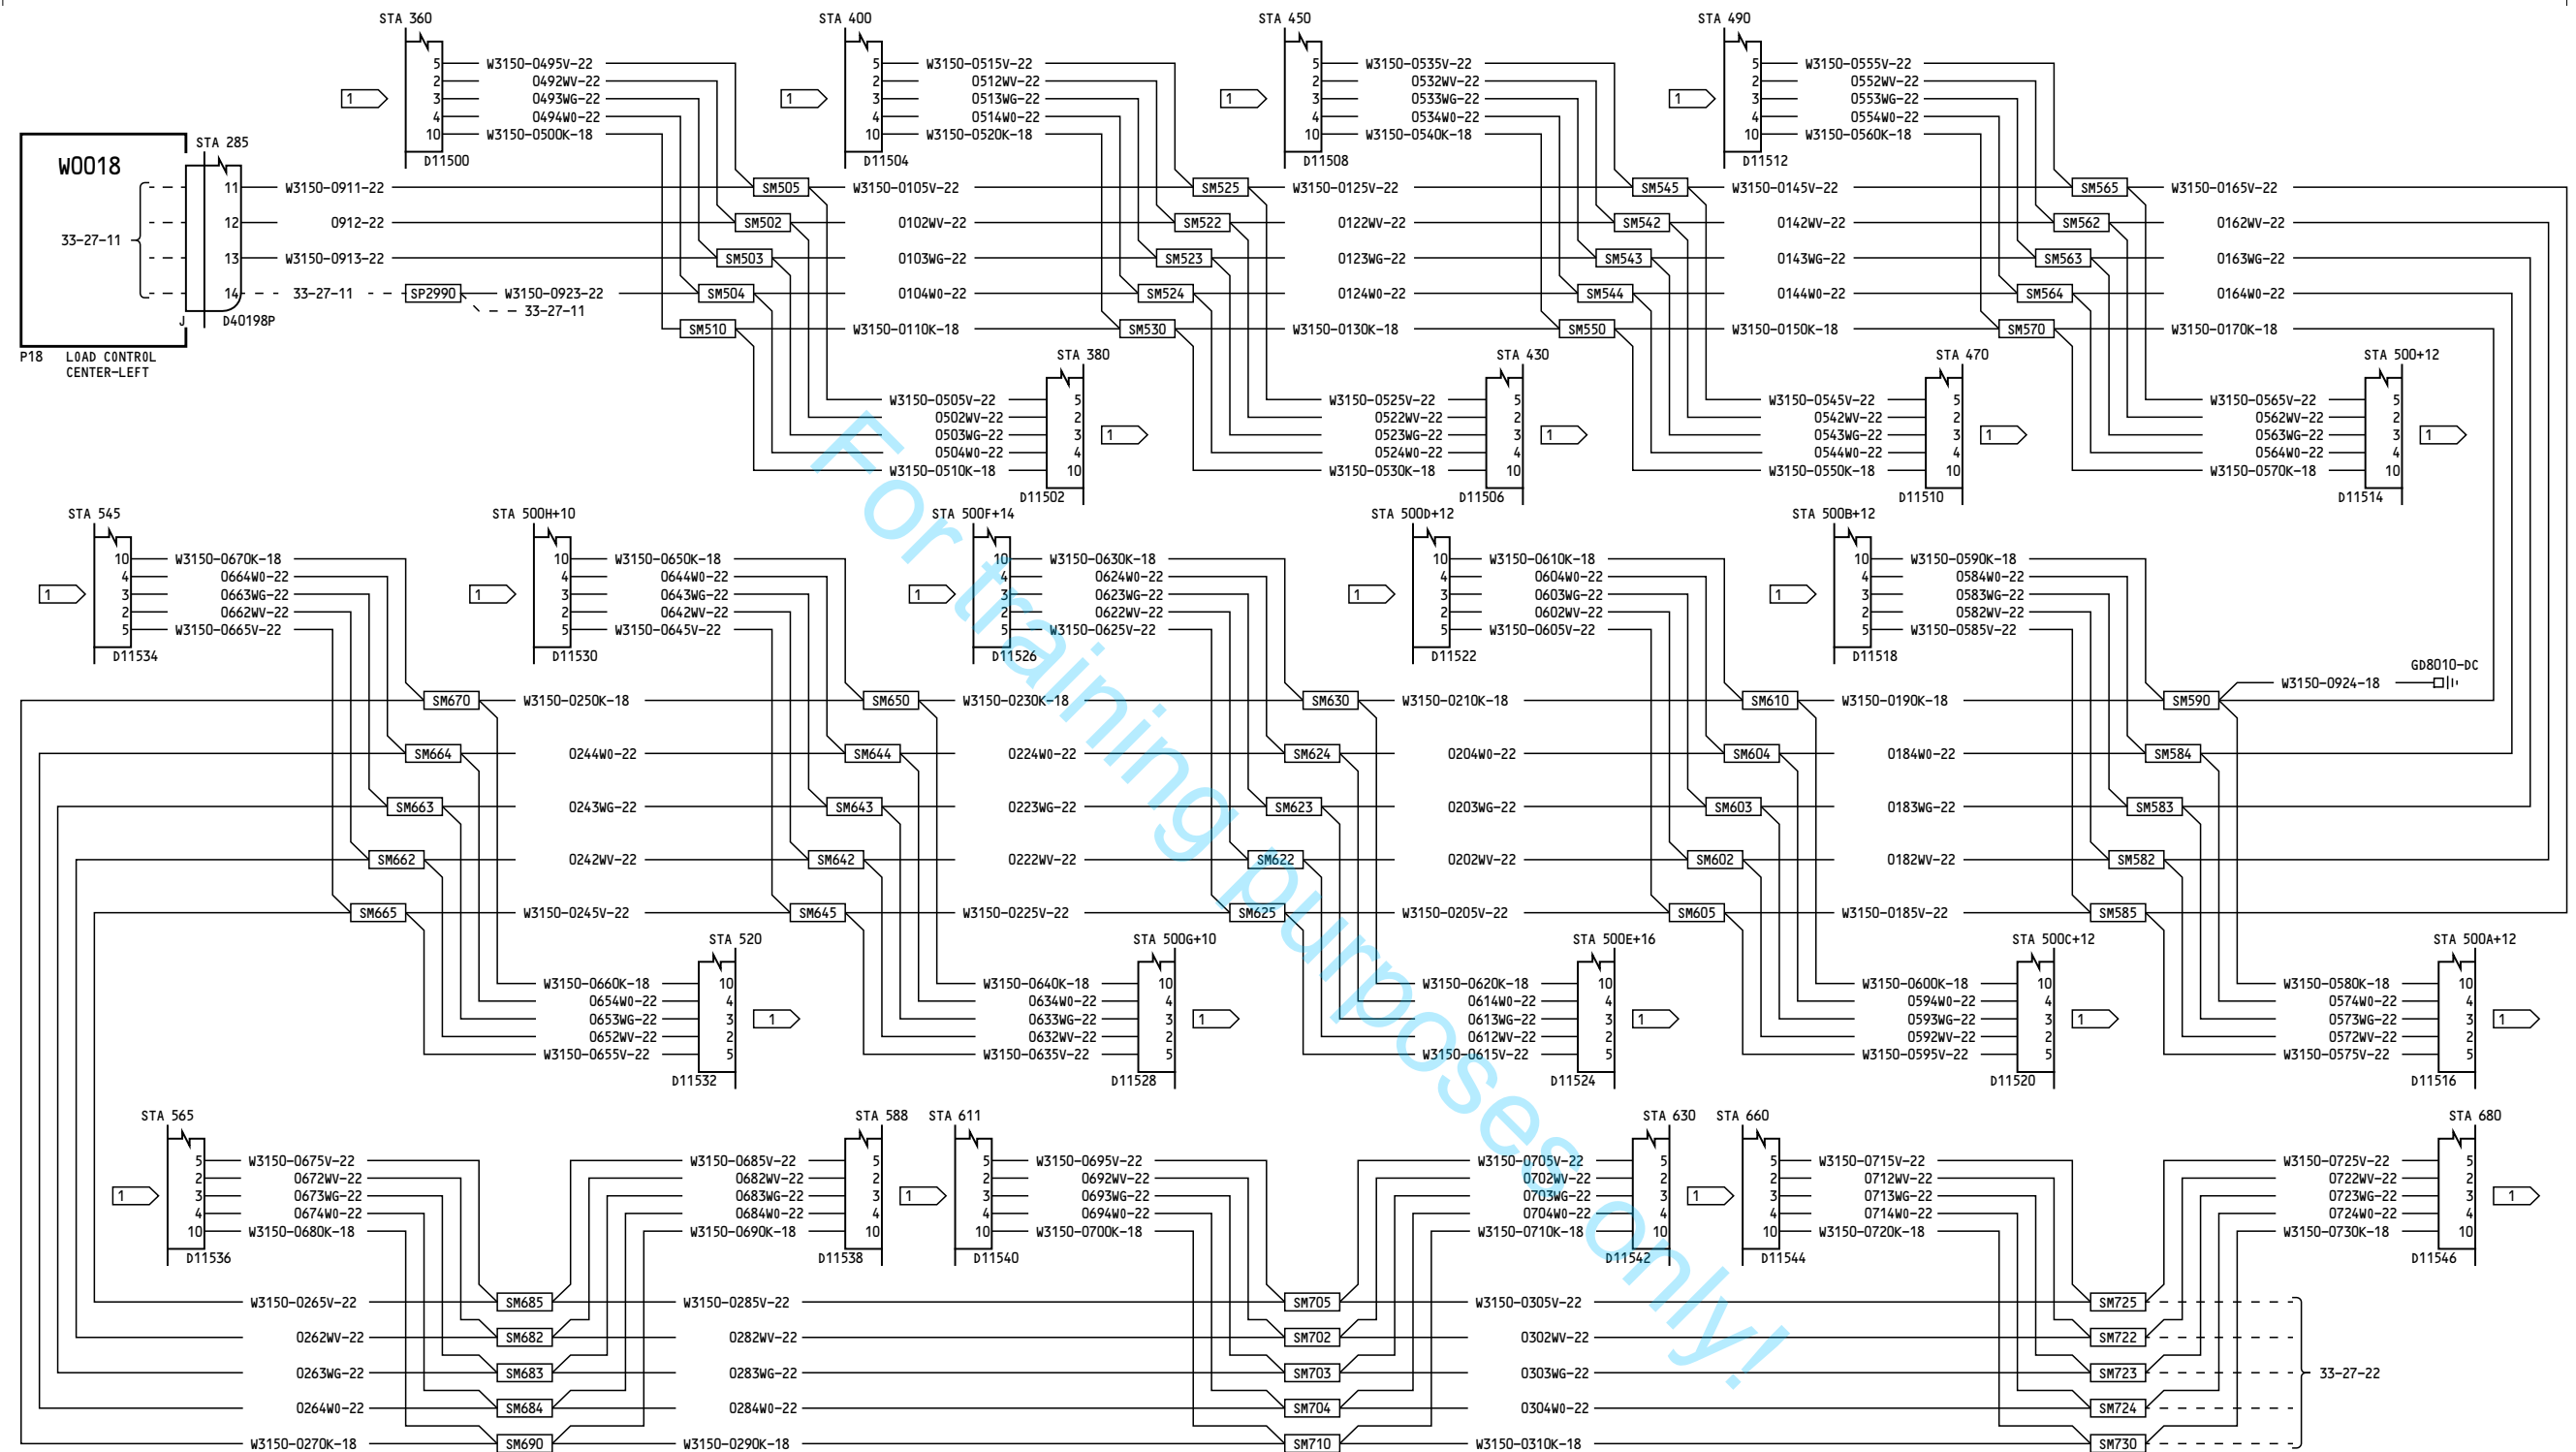 STA 360 STA 400 STA 450 STA 490
5 W3150-0495V-22 5 W3150-0515V-22 5 W3150-0535V-22 5 W3150-0555V-22
2 0492WV-22 2 0512WV-22 2 0532WV-22 2 0552WV-22
1 3 0493WG-22 1 3 0513WG-22 1 3 0533WG-22 1 3 0553WG-22
4 0494WO-22 4 0514WO-22 4 0534WO-22 4 0554WO-22
10 W3150-0500K-18 10 W3150-0520K-18 10 W3150-0540K-18 10 W3150-0560K-18
D11500 D11504 D11508 D11512
STA 285
W0018
11 W3150-0911-22 SM505 W3150-0105V-22 SM525 W3150-0125V-22 SM545 W3150-0145V-22 SM565 W3150-0165V-22
12 0912-22 SM502 0102WV-22 SM522 0122WV-22 SM542 0142WV-22 SM562 0162WV-22
33-27-11
13 W3150-0913-22 SM503 0103WG-22 SM523 0123WG-22 SM543 0143WG-22 SM563 0163WG-22
14 33-27-11 SP2990 W3150-0923-22 SM504 0104WO-22 SM524 0124WO-22 SM544 0144WO-22 SM564 0164WO-22
33-27-11
J D40198P
SM510 W3150-0110K-18 SM530 W3150-0130K-18 SM550 W3150-0150K-18 SM570 W3150-0170K-18
P18 LOAD CONTROL
CENTER-LEFT
STA 380 STA 430 STA 470 STA 500+12
W3150-0505V-22 5 W3150-0525V-22 5 W3150-0545V-22 5 W3150-0565V-22 5
0502WV-22 2 0522WV-22 2 0542WV-22 2 0562WV-22 2
0503WG-22 3 1 0523WG-22 3 1 0543WG-22 3 1 0563WG-22 3 1
0504WO-22 4 0524WO-22 4 0544WO-22 4 0564WO-22 4
W3150-0510K-18 10 W3150-0530K-18 10 W3150-0550K-18 10 W3150-0570K-18 10
D11502 D11506 D11510 D11514
STA 545 STA 500H+10 STA 500F+14 STA 500D+12 STA 500B+12
10 W3150-0670K-18 10 W3150-0650K-18 10 W3150-0630K-18 10 W3150-0610K-18 10 W3150-0590K-18
4 0664WO-22 4 0644WO-22 4 0624WO-22 4 0604WO-22 4 0584WO-22
1 3 0663WG-22 1 3 0643WG-22 1 3 0623WG-22 1 3 0603WG-22 1 3 0583WG-22
2 0662WV-22 2 0642WV-22 2 0622WV-22 2 0602WV-22 2 0582WV-22
5 W3150-0665V-22 5 W3150-0645V-22 5 W3150-0625V-22 5 W3150-0605V-22 5 W3150-0585V-22
D11534 D11530 D11526 D11522 D11518
GD8010-DC
W3150-0924-18
SM670 W3150-0250K-18 SM650 W3150-0230K-18 SM630 W3150-0210K-18 SM610 W3150-0190K-18 SM590
SM664 0244WO-22 SM644 0224WO-22 SM624 0204WO-22 SM604 0184WO-22 SM584
SM663 0243WG-22 SM643 0223WG-22 SM623 0203WG-22 SM603 0183WG-22 SM583
SM662 0242WV-22 SM642 0222WV-22 SM622 0202WV-22 SM602 0182WV-22 SM582
SM665 W3150-0245V-22 SM645 W3150-0225V-22 SM625 W3150-0205V-22 SM605 W3150-0185V-22 SM585
STA 520 STA 500G+10 STA 500E+16 STA 500C+12 STA 500A+12
W3150-0660K-18 10 W3150-0640K-18 10 W3150-0620K-18 10 W3150-0600K-18 10 W3150-0580K-18 10
0654WO-22 4 0634WO-22 4 0614WO-22 4 0594WO-22 4 0574WO-22 4
0653WG-22 3 1 0633WG-22 3 1 0613WG-22 3 1 0593WG-22 3 1 0573WG-22 3 1
0652WV-22 2 0632WV-22 2 0612WV-22 2 0592WV-22 2 0572WV-22 2
W3150-0655V-22 5 W3150-0635V-22 5 W3150-0615V-22 5 W3150-0595V-22 5 W3150-0575V-22 5
D11532 D11528 D11524 D11520 D11516
STA 565 STA 588 STA 611 STA 630 STA 660 STA 680
5 W3150-0675V-22 W3150-0685V-22 5 5 W3150-0695V-22 W3150-0705V-22 5 5 W3150-0715V-22 W3150-0725V-22 5
2 0672WV-22 0682WV-22 2 2 0692WV-22 0702WV-22 2 2 0712WV-22 0722WV-22 2
1 3 0673WG-22 0683WG-22 3 1 3 0693WG-22 0703WG-22 3 1 3 0713WG-22 0723WG-22 3 1
4 0674WO-22 0684WO-22 4 4 0694WO-22 0704WO-22 4 4 0714WO-22 0724WO-22 4
10 W3150-0680K-18 W3150-0690K-18 10 10 W3150-0700K-18 W3150-0710K-18 10 10 W3150-0720K-18 W3150-0730K-18 10
D11536 D11538 D11540 D11542 D11544 D11546
W3150-0265V-22 SM685 W3150-0285V-22 SM705 W3150-0305V-22 SM725
0262WV-22 SM682 0282WV-22 SM702 0302WV-22 SM722
0263WG-22 SM683 0283WG-22 SM703 0303WG-22 SM723 33-27-22
0264WO-22 SM684 0284WO-22 SM704 0304WO-22 SM724
W3150-0270K-18 SM690 W3150-0290K-18 SM710 W3150-0310K-18 SM730
For training purposes only!